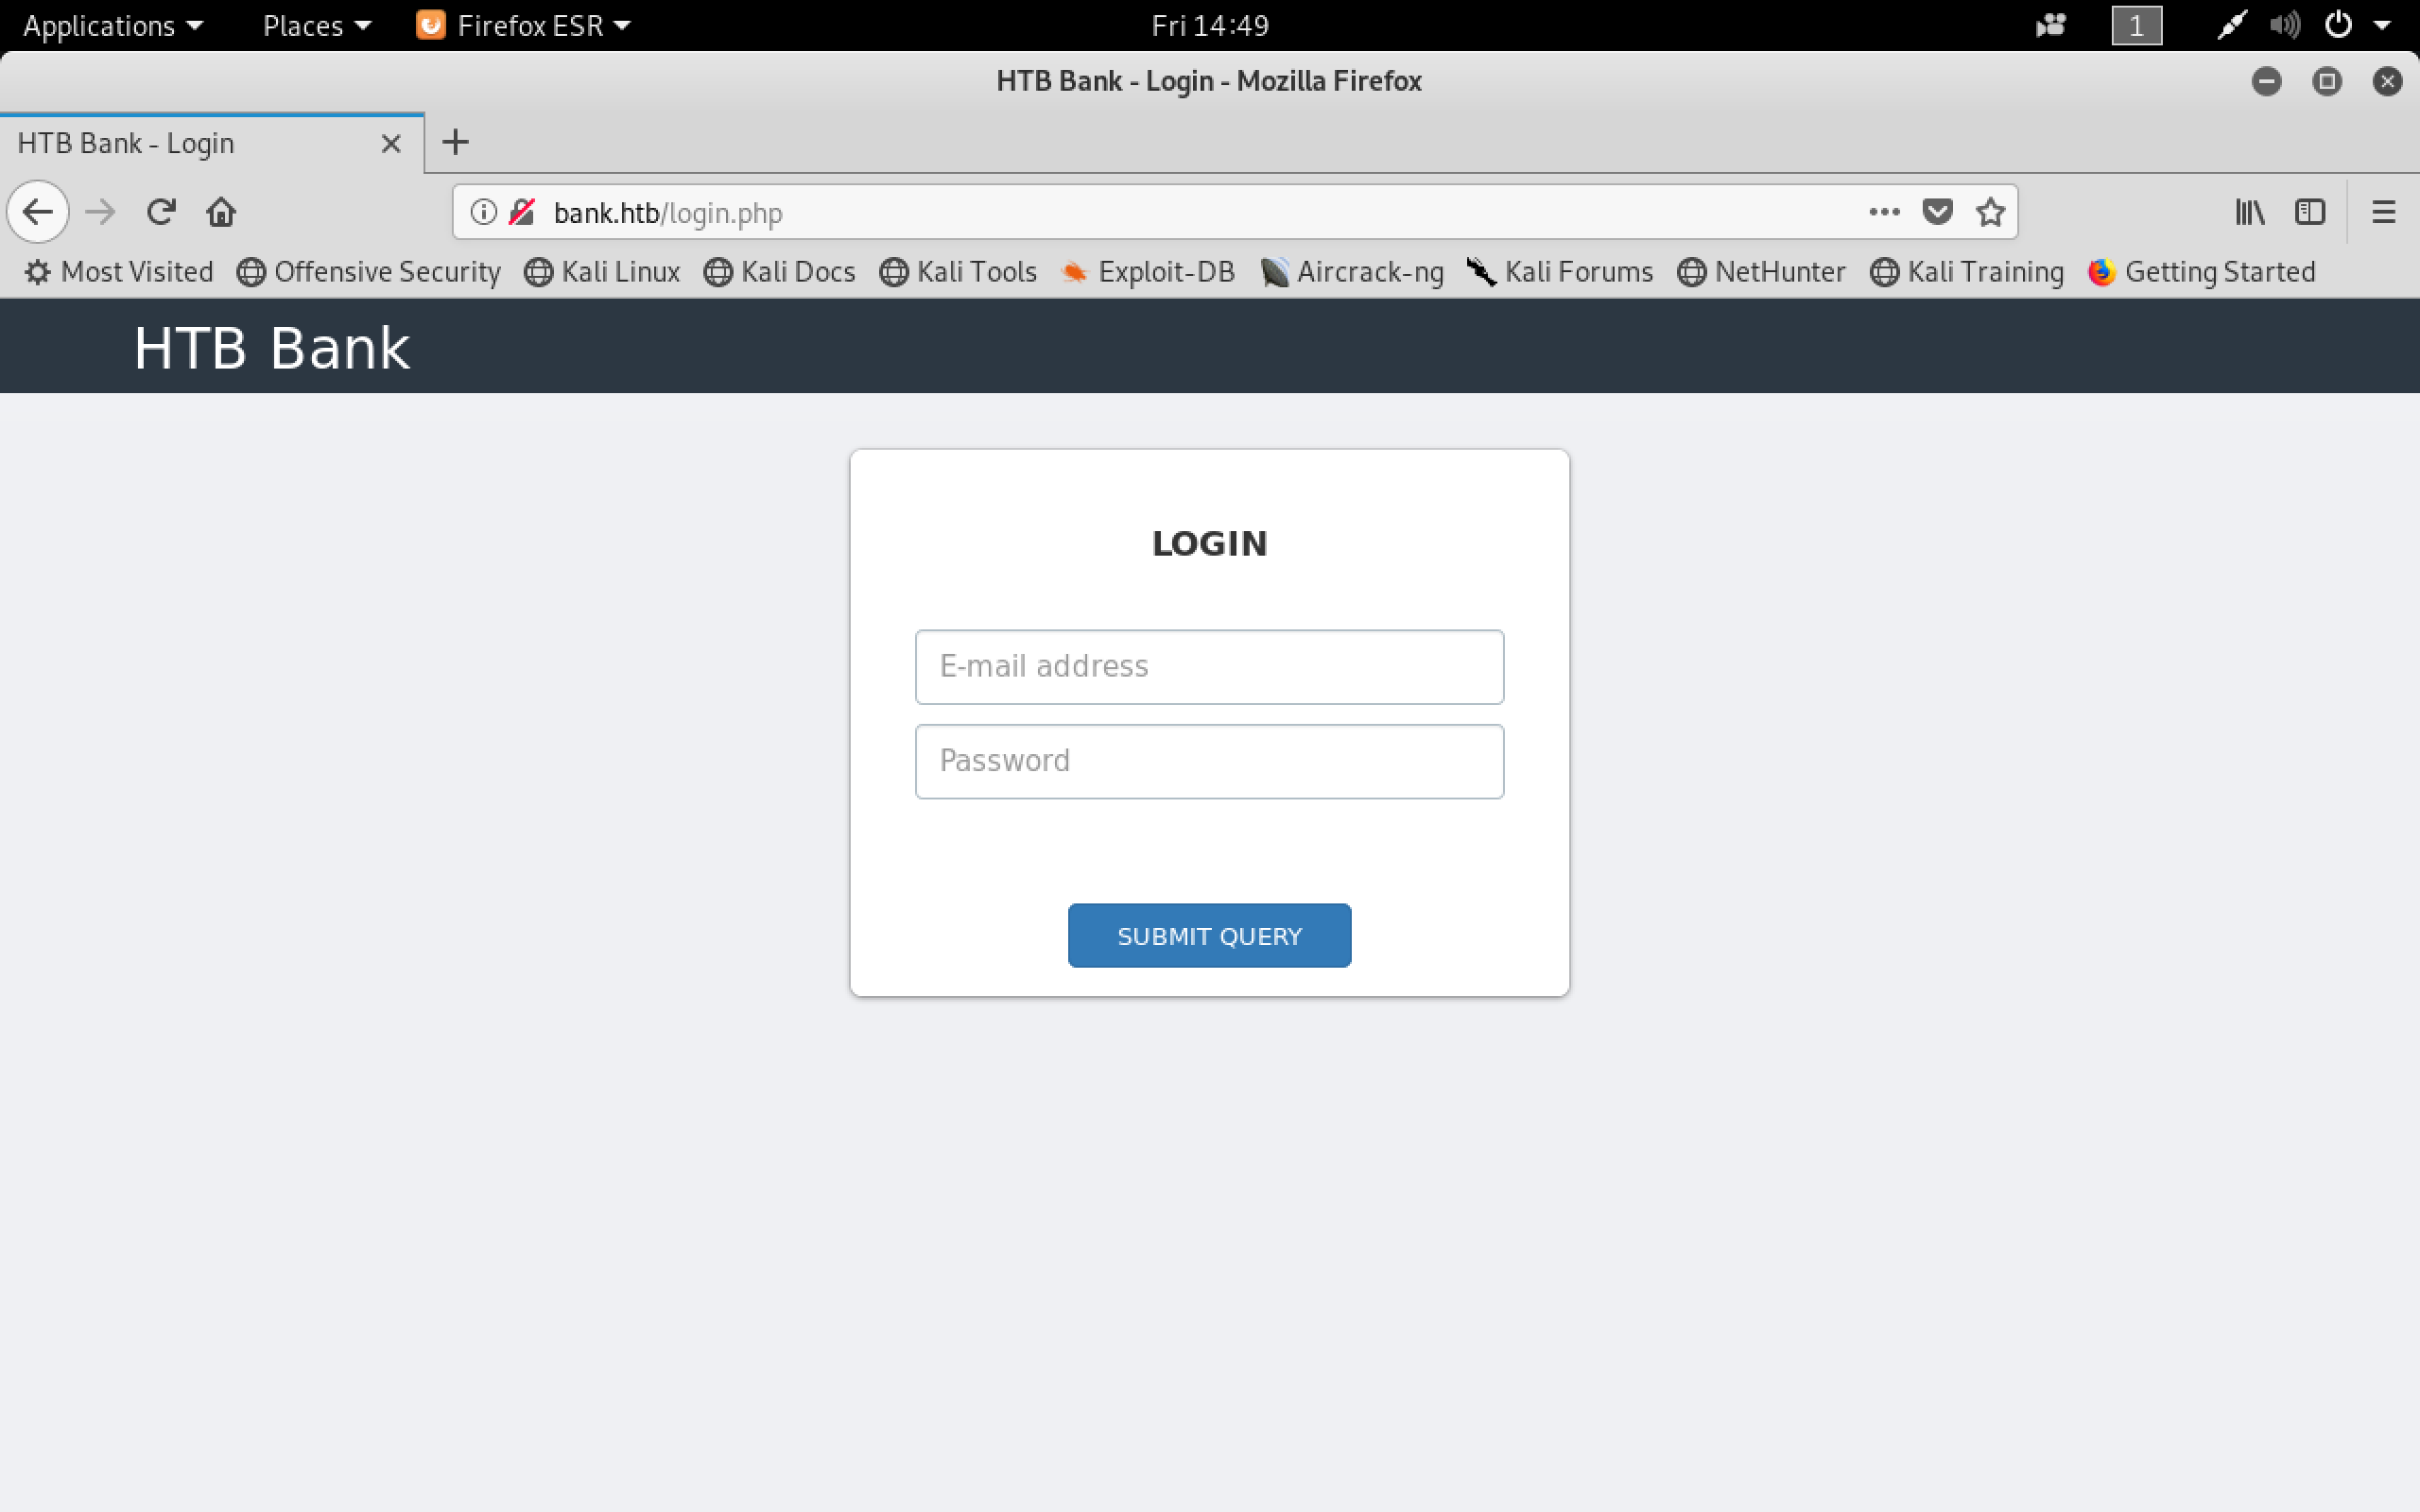 Applications Places Firefox ESR Fri 14:49 1
HTB Bank - Login - Mozilla Firefox
HTB Bank - Login
bank.htb/login.php
Most Visited Offensive Security Kali Linux Kali Docs Kali Tools Exploit-DB Aircrack-ng Kali Forums NetHunter Kali Training Getting Started
HTB Bank
LOGIN
E-mail address
Password
SUBMIT QUERY